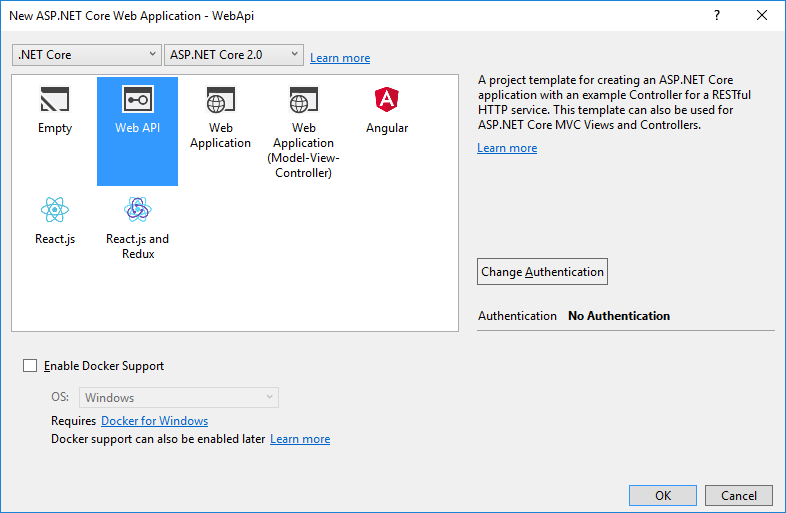 New ASP.NET Core Web Application - WebApi
.NET Core
ASP.NET Core 2.0
Learn more
Empty
Web API
Web
Application
Web
Application
(Model-View-
Controller)
Angular
React.js
React.js and
Redux
A project template for creating an ASP.NET Core
application with an example Controller for a RESTful
HTTP service. This template can also be used for
ASP.NET Core MVC Views and Controllers.
Learn more
Change Authentication
Authentication No Authentication
Enable Docker Support
OS: Windows
Requires Docker for Windows
Docker support can also be enabled later Learn more
OK
Cancel